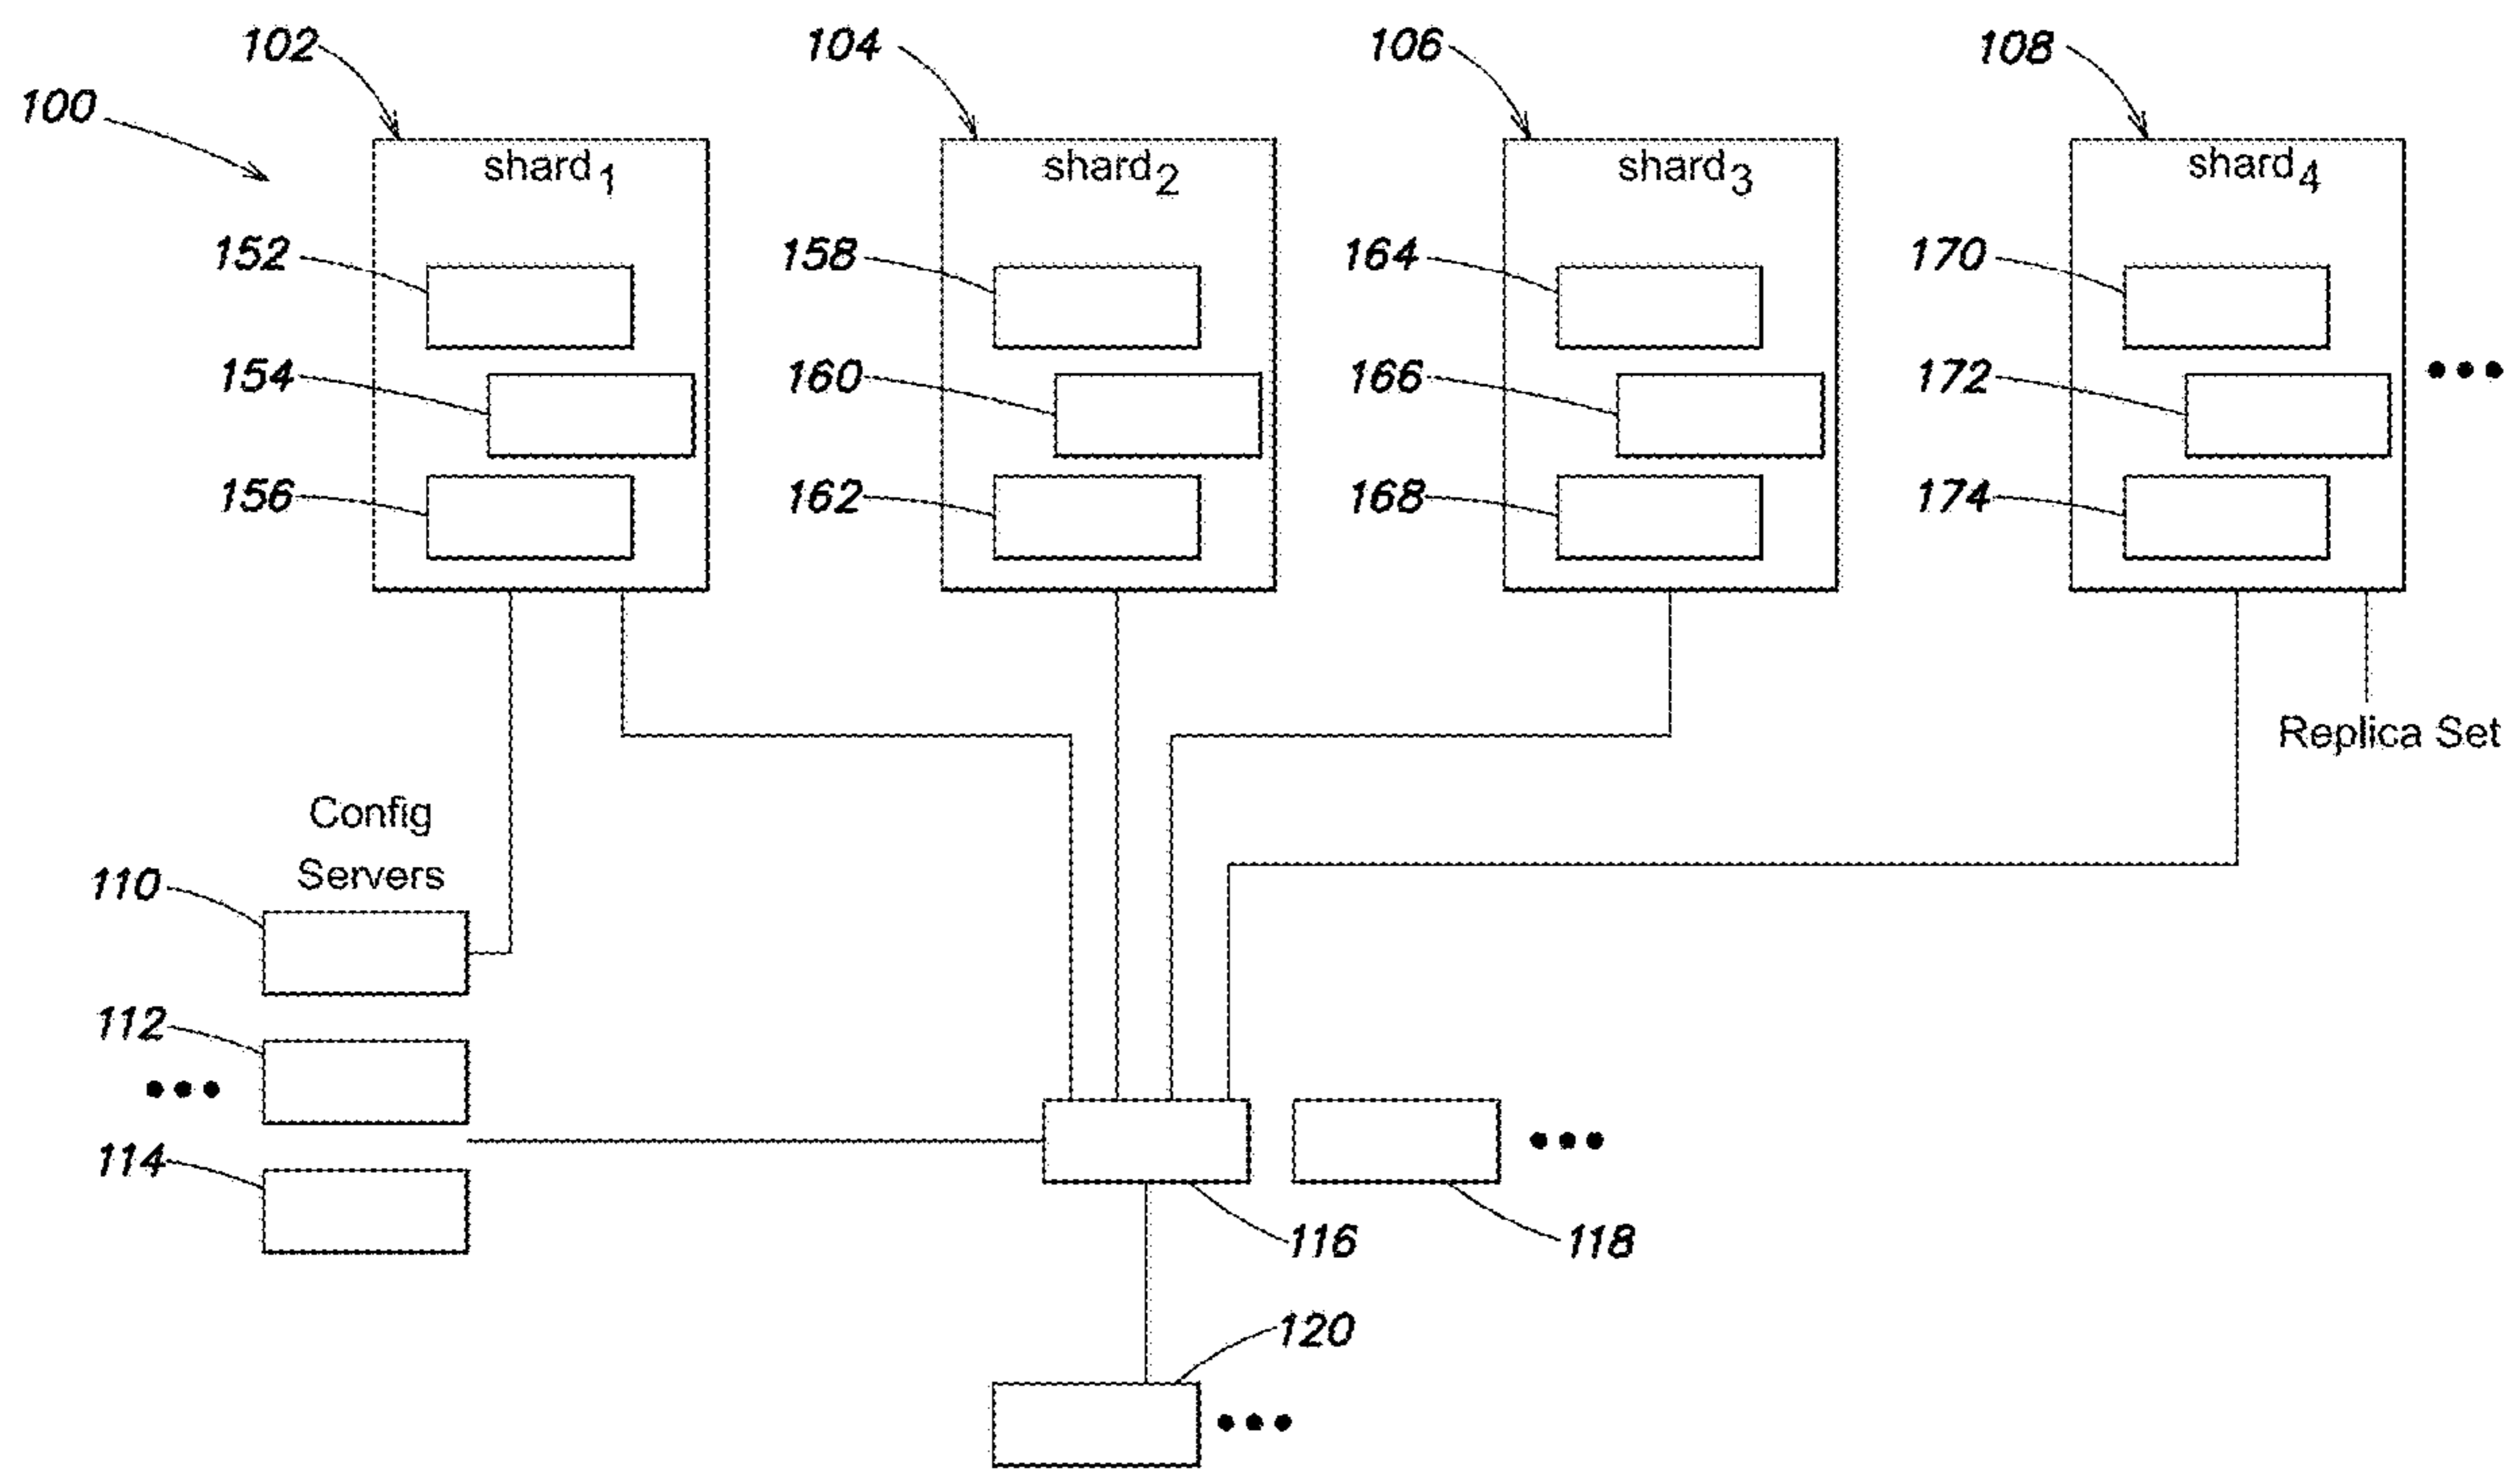 102 104 106 108
100
shard1 shard2 shard3 shard4
152 158 164 170
154 160 166 172
156 162 168 174
Replica Set
Config
Servers
110
112
114
116 118
120